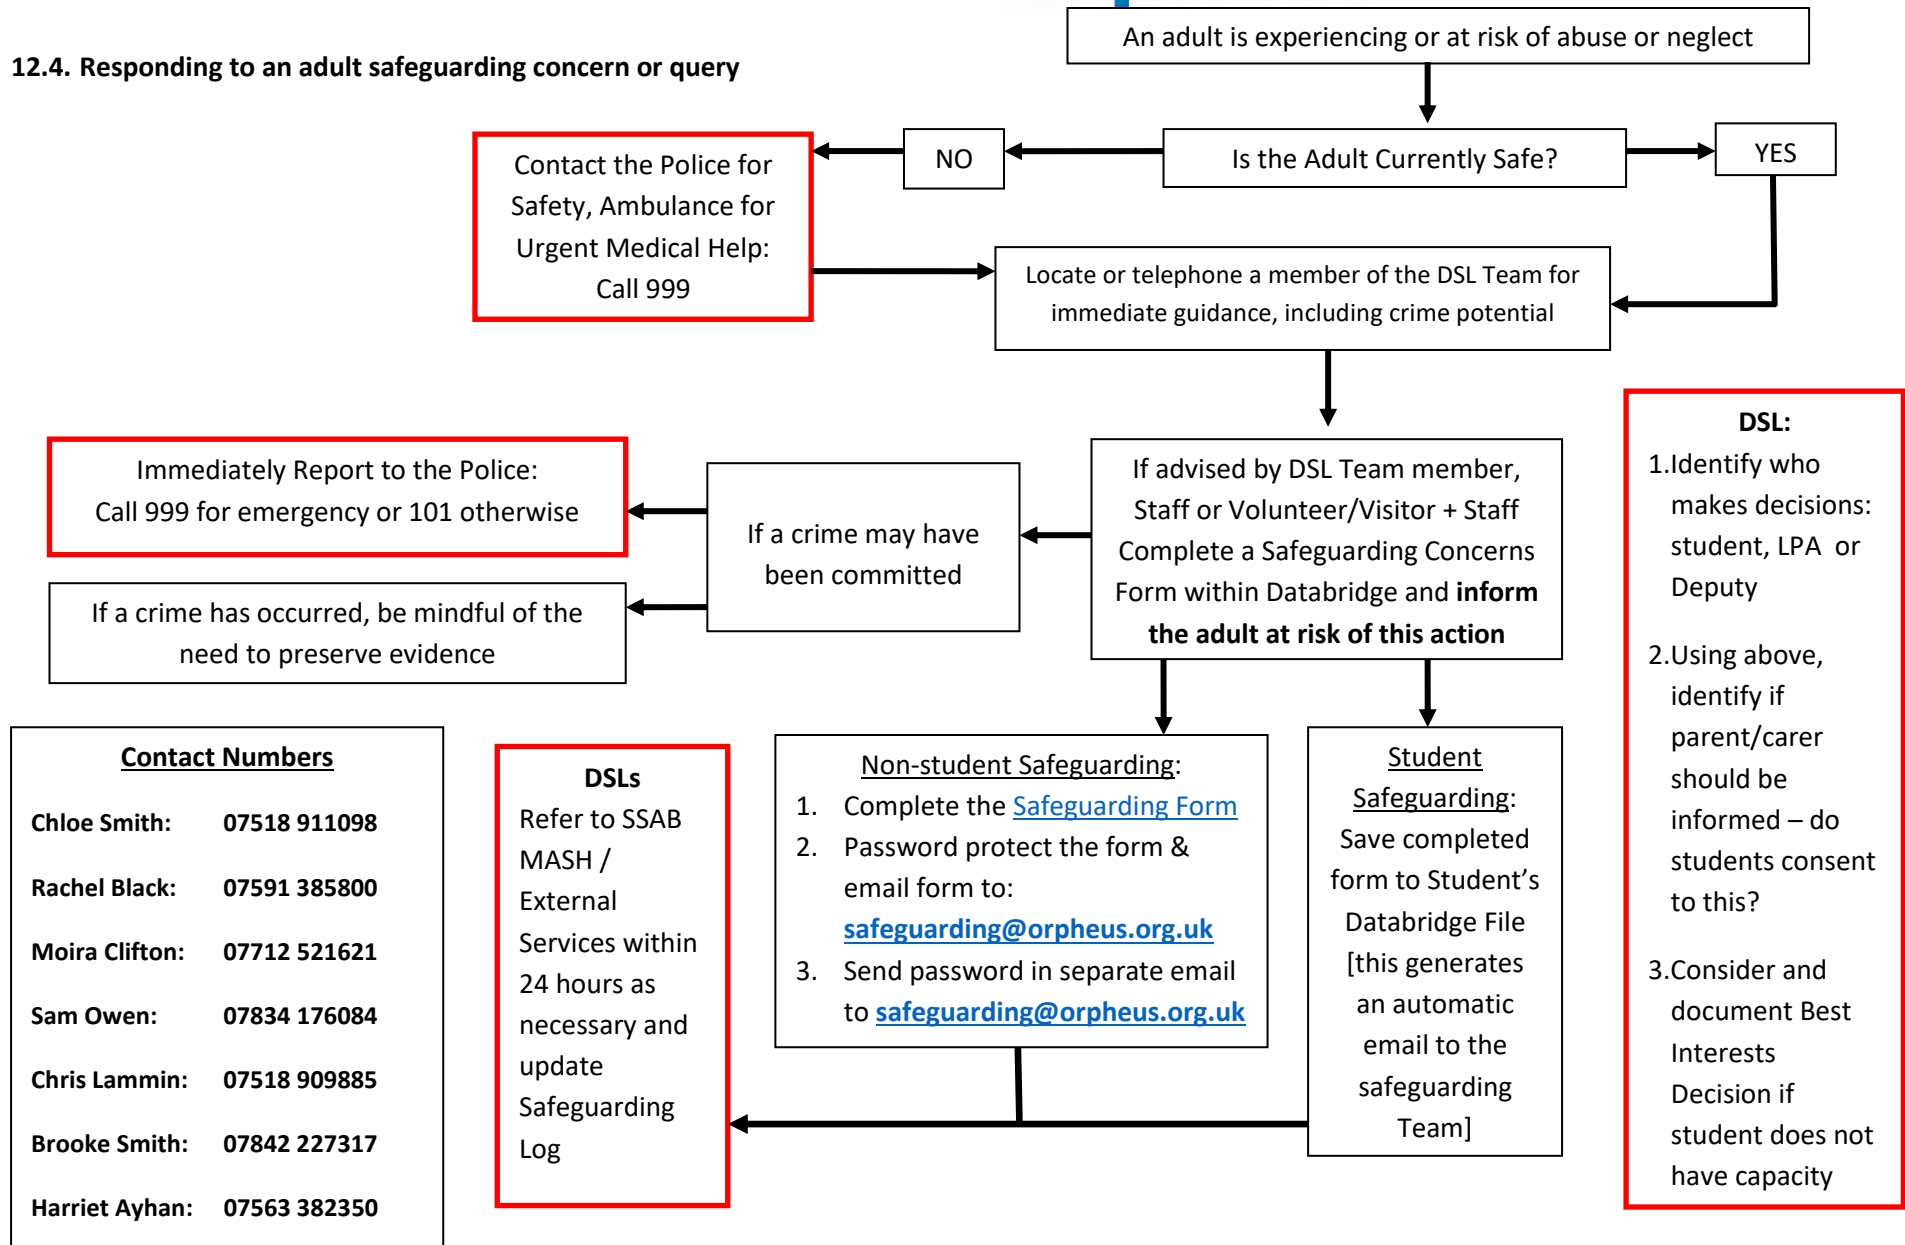 An adult is experiencing or at risk of abuse or neglect
12.4. Responding to an adult safeguarding concern or query
Is the Adult Currently Safe?
NO
YES
Contact the Police for
Safety, Ambulance for
Urgent Medical Help:
Call 999
Locate or telephone a member of the DSL Team for
immediate guidance, including crime potential
If advised by DSL Team member,
Staff or Volunteer/Visitor + Staff
Complete a Safeguarding Concerns
Form within Databridge and inform
the adult at risk of this action
If a crime may have
been committed
Immediately Report to the Police:
Call 999 for emergency or 101 otherwise
If a crime has occurred, be mindful of the
need to preserve evidence
DSL:
1.Identify who
makes decisions:
student, LPA or
Deputy
2.Using above,
identify if
parent/carer
should be
informed – do
students consent
to this?
3.Consider and
document Best
Interests
Decision if
student does not
have capacity
Contact Numbers
Chloe Smith: 07518 911098
Rachel Black: 07591 385800
Moira Clifton: 07712 521621
Sam Owen: 07834 176084
Chris Lammin: 07518 909885
Brooke Smith: 07842 227317
Harriet Ayhan: 07563 382350
DSLs
Refer to SSAB
MASH /
External
Services within
24 hours as
necessary and
update
Safeguarding
Log
Non-student Safeguarding:
1. Complete the Safeguarding Form
2. Password protect the form &
email form to:
safeguarding@orpheus.org.uk
3. Send password in separate email
to safeguarding@orpheus.org.uk
Student
Safeguarding:
Save completed
form to Student’s
Databridge File
[this generates
an automatic
email to the
safeguarding
Team]